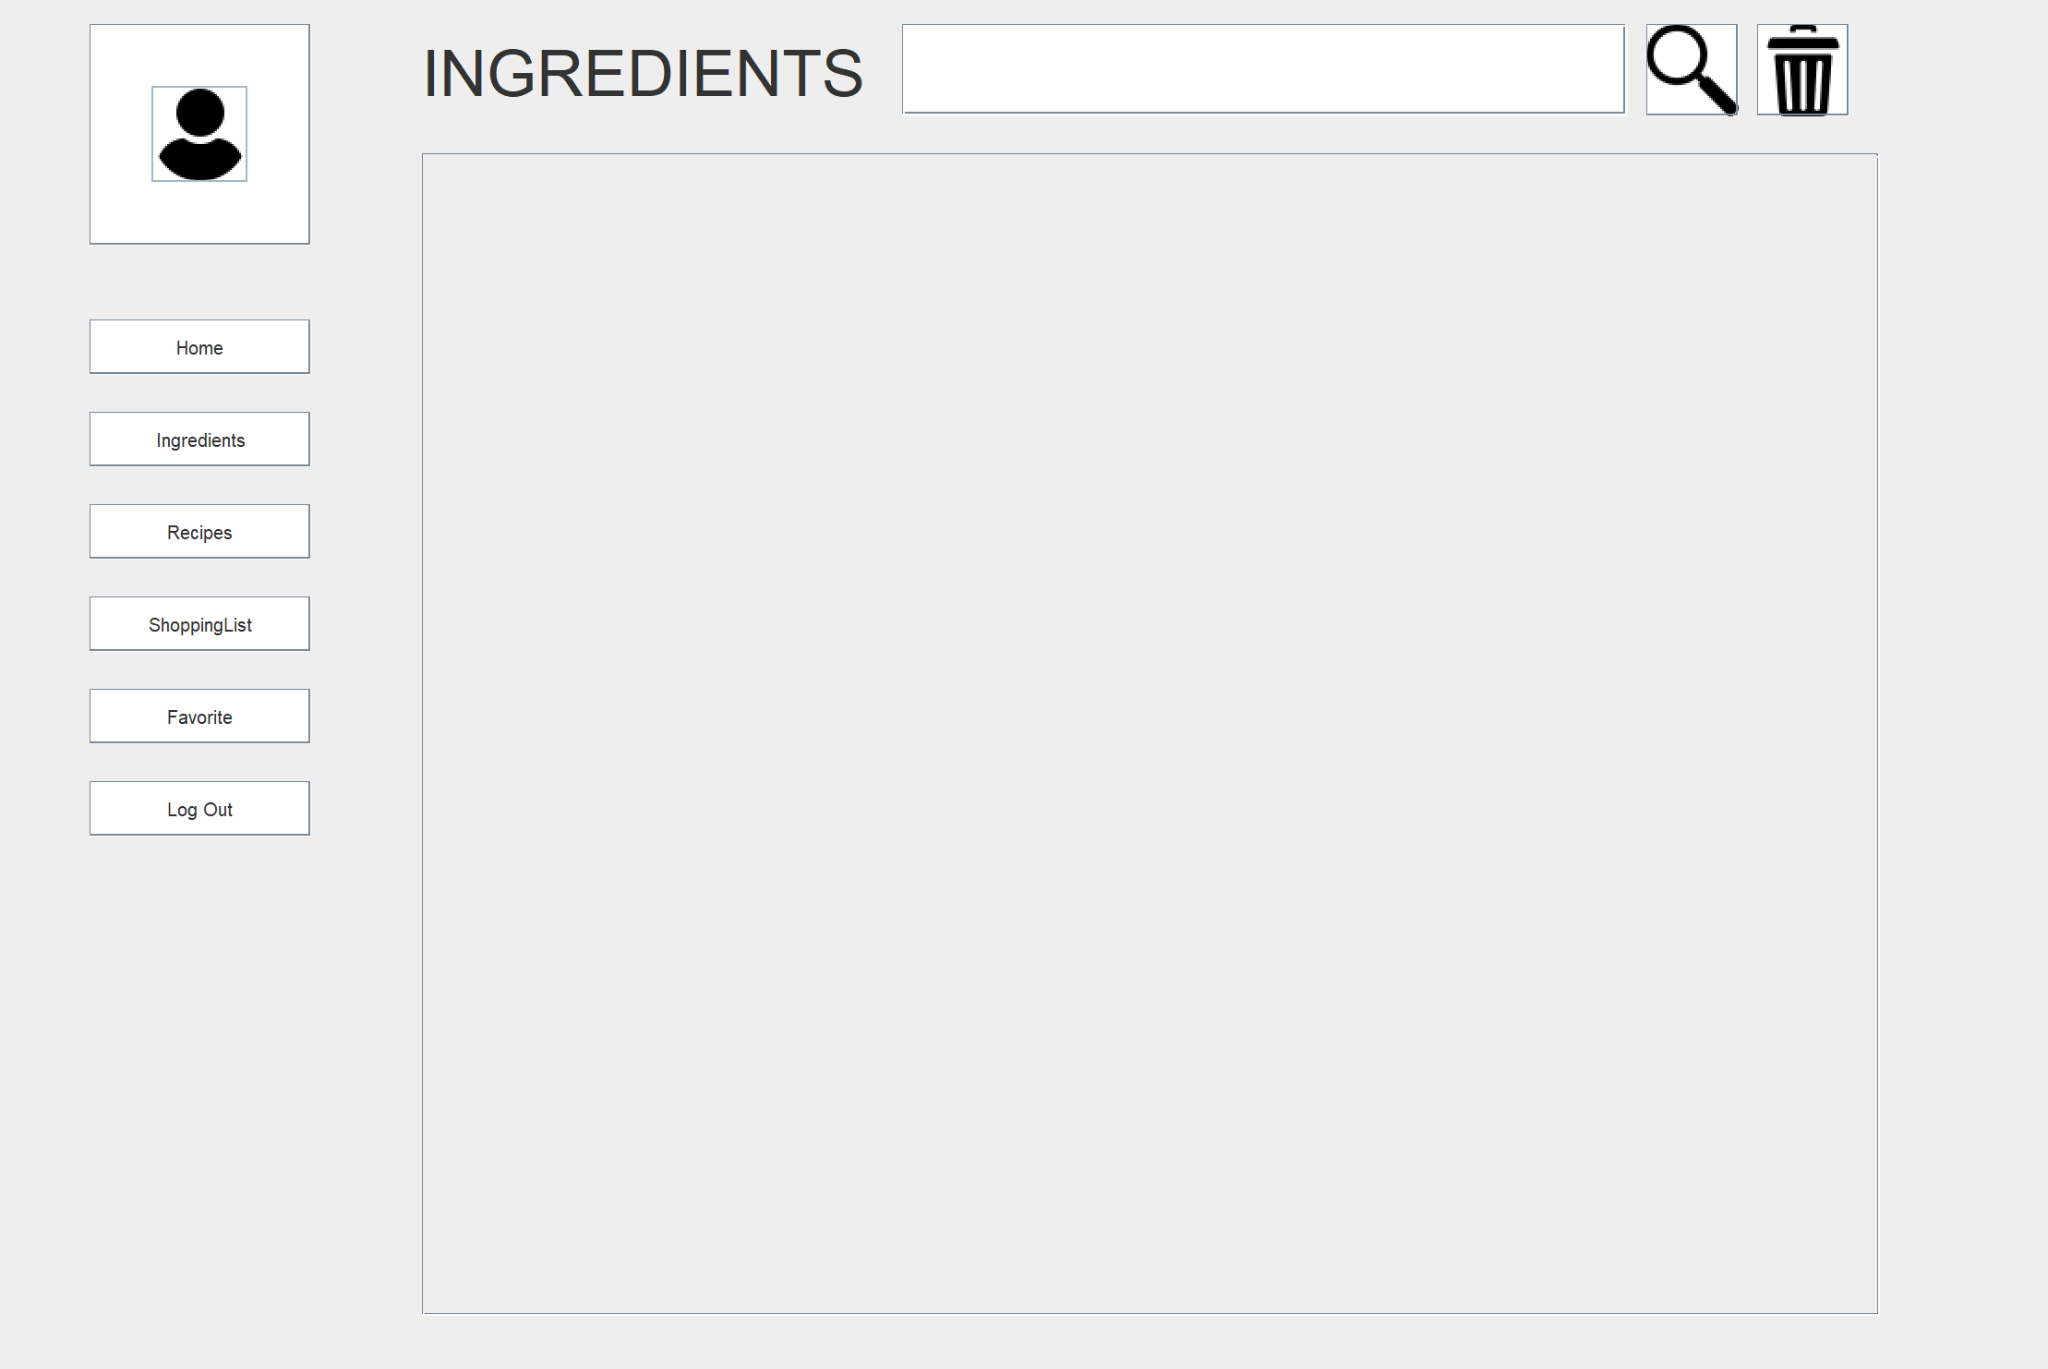 INGREDIENTS
Home
Ingredients
Recipes
ShoppingList
Favorite
Log Out